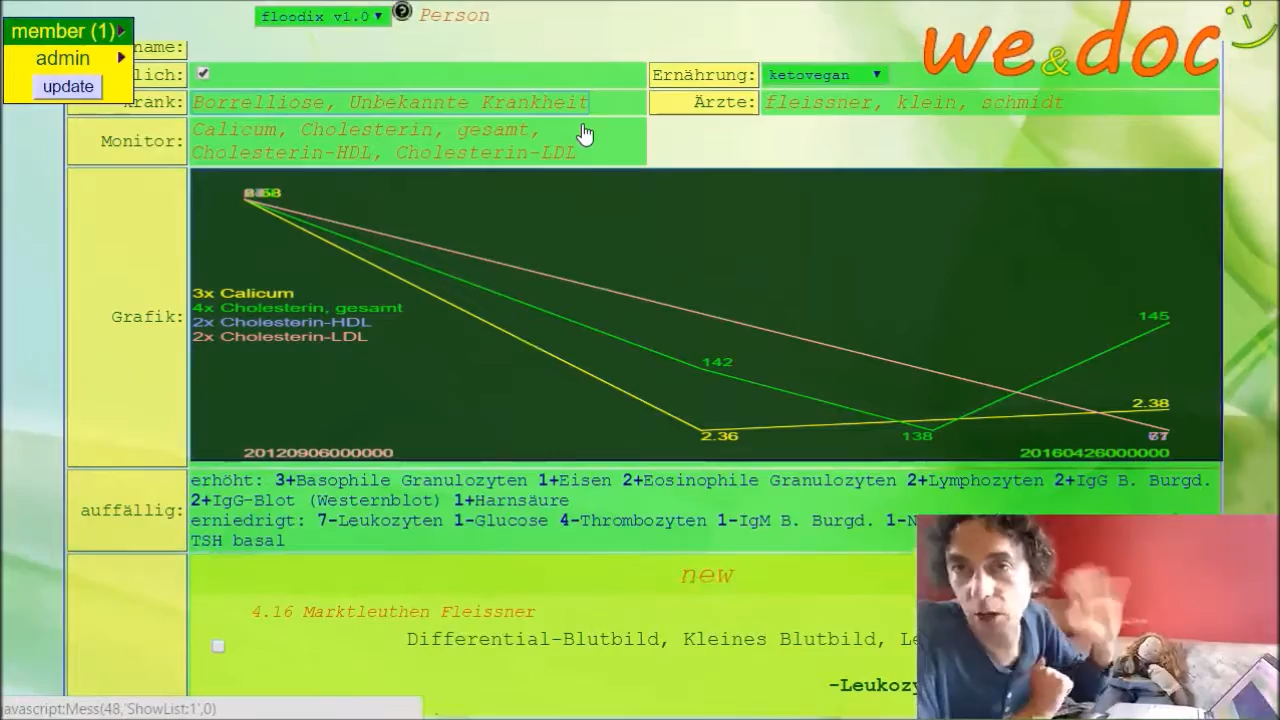 member (1)
admin
update
floodix v1.0
?
Person
we&doc
name:
lich:
Ernährung:
ketovegan
krank:
Borrelliose, Unbekannte Krankheit
Ärzte:
fleissner, klein, schmidt
Monitor:
Calicum, Cholesterin, gesamt,
Cholesterin-HDL, Cholesterin-LDL
Grafik:
3x Calicum
4x Cholesterin, gesamt
2x Cholesterin-HDL
2x Cholesterin-LDL
145
142
2.38
2.36
138
20120906000000
20160426000000
auffällig:
erhöht: 3+Basophile Granulozyten 1+Eisen 2+Eosinophile Granulozyten 2+Lymphozyten 2+IgG B. Burgd.
2+IgG-Blot (Westernblot) 1+Harnsäure
erniedrigt: 7-Leukozyten 1-Glucose 4-Thrombozyten 1-IgM B. Burgd.
TSH basal
new
4.16 Marktleuthen Fleissner
Differential-Blutbild, Kleines Blutbild,
avascript:Mess(48,'ShowList:1',0)